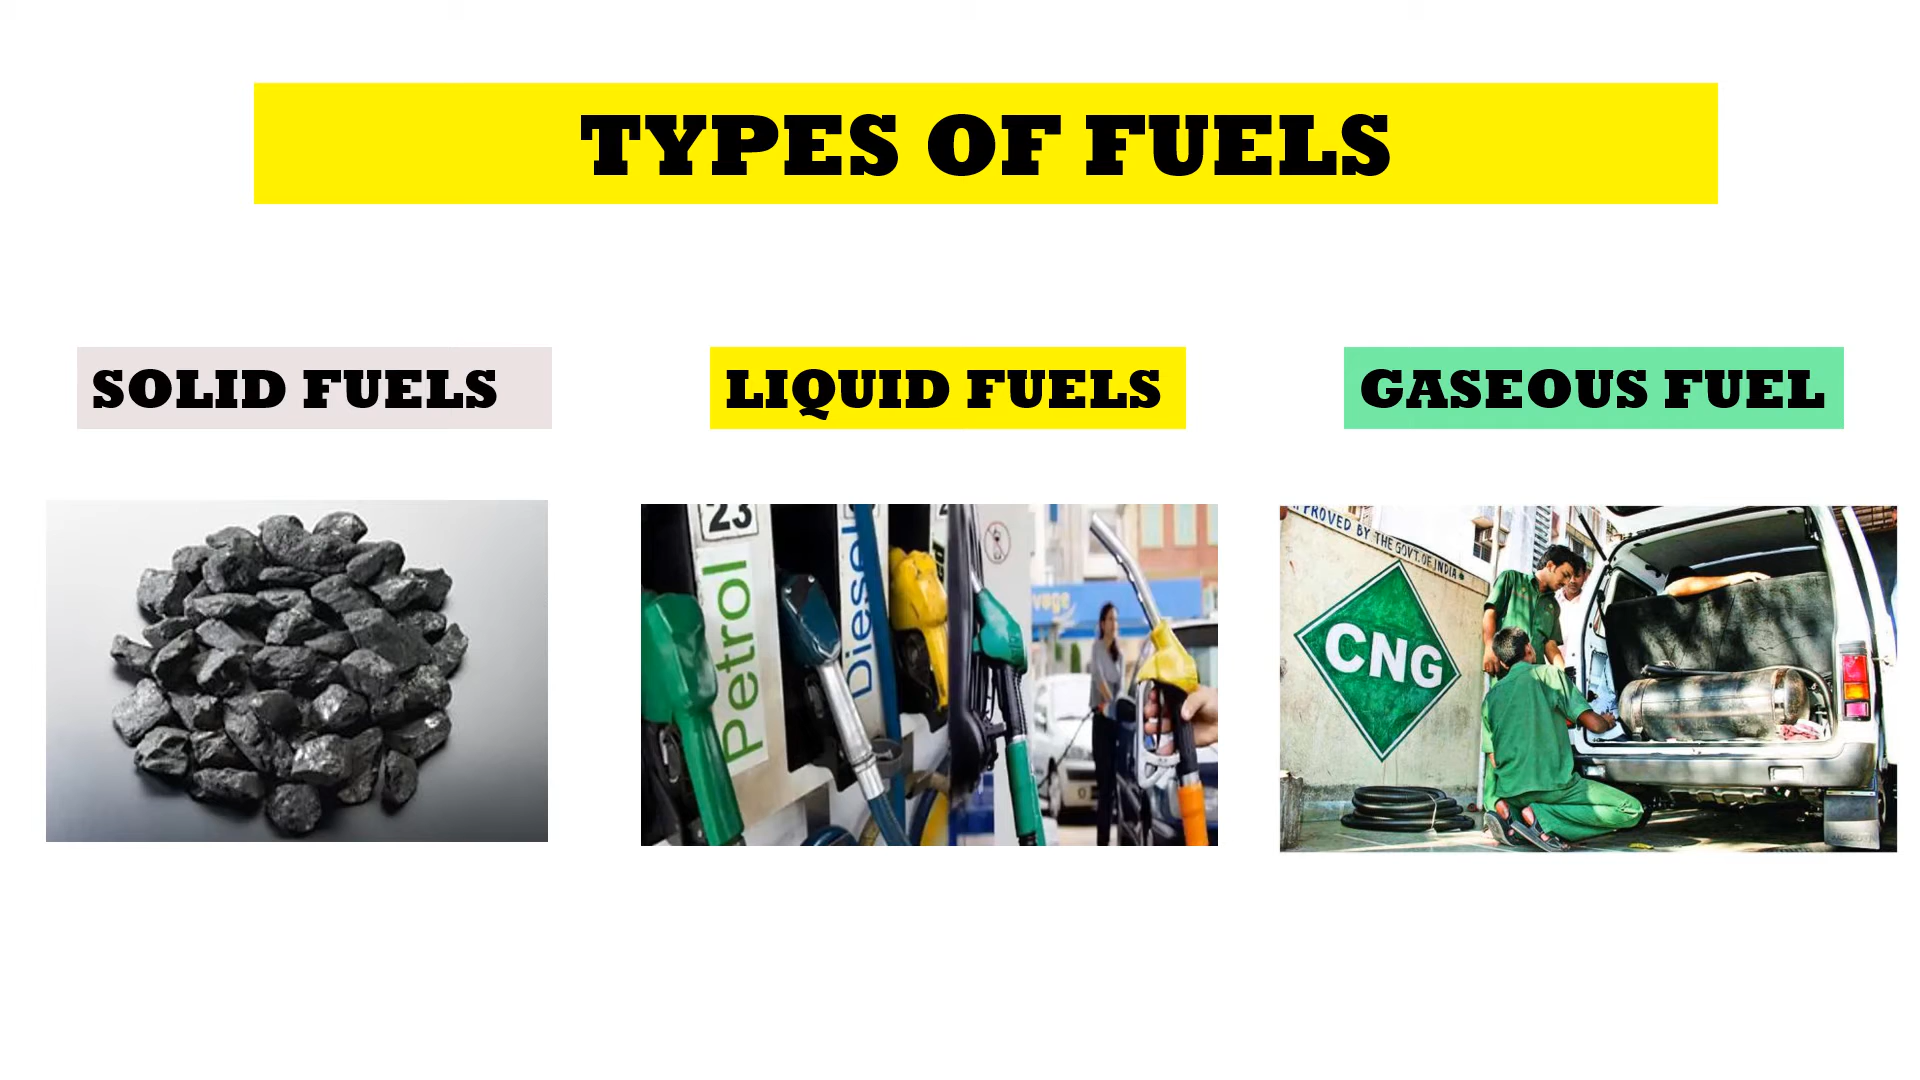 TYPES OF FUELS
SOLID FUELS
LIQUID FUELS
GASEOUS FUEL
23
Petrol
Diesel
PROVED BY THE GOVT. OF INDIA
CNG